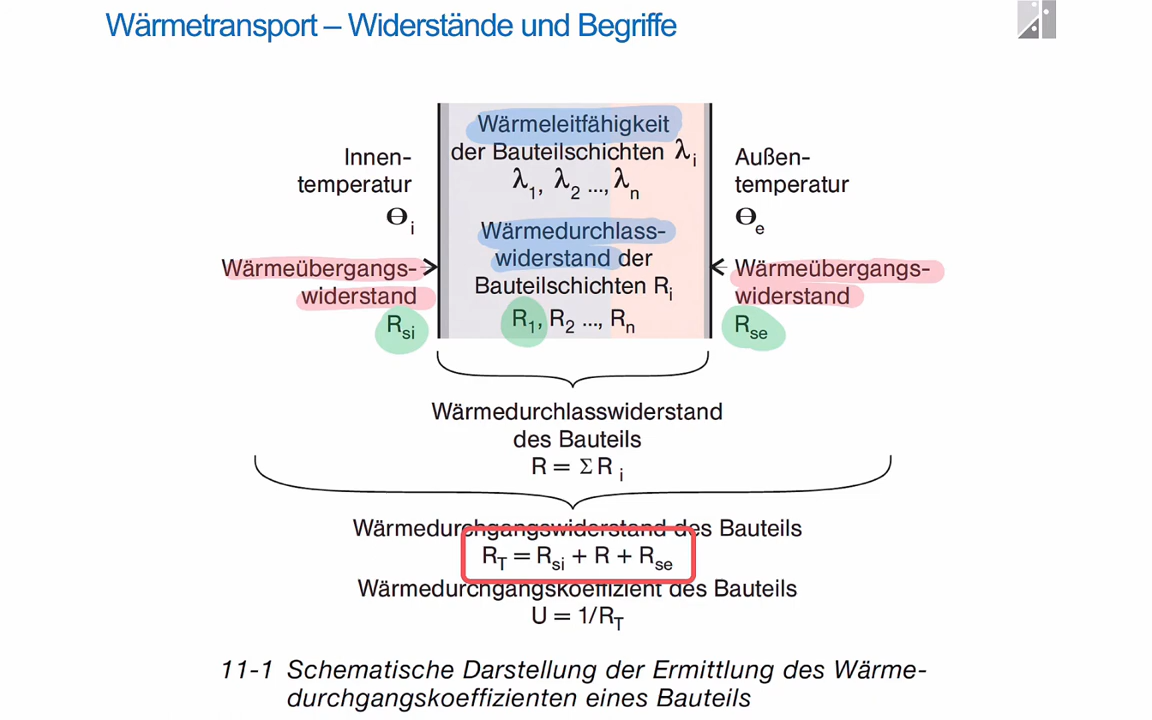 Wärmetransport – Widerstände und Begriffe
Wärmeleitfähigkeit
der Bauteilschichten λi
λ1, λ2 ..., λn
Innen-
temperatur
Θi
Außen-
temperatur
Θe
Wärmedurchlass-
widerstand der
Bauteilschichten Ri
R1, R2 ..., Rn
Wärmeübergangs-
widerstand
Rsi
Wärmeübergangs-
widerstand
Rse
Wärmedurchlasswiderstand
des Bauteils
R = Σ R i
Wärmedurchgangswiderstand des Bauteils
RT = Rsi + R + Rse
Wärmedurchgangskoeffizient des Bauteils
U = 1/RT
11-1 Schematische Darstellung der Ermittlung des Wärme-
durchgangskoeffizienten eines Bauteils